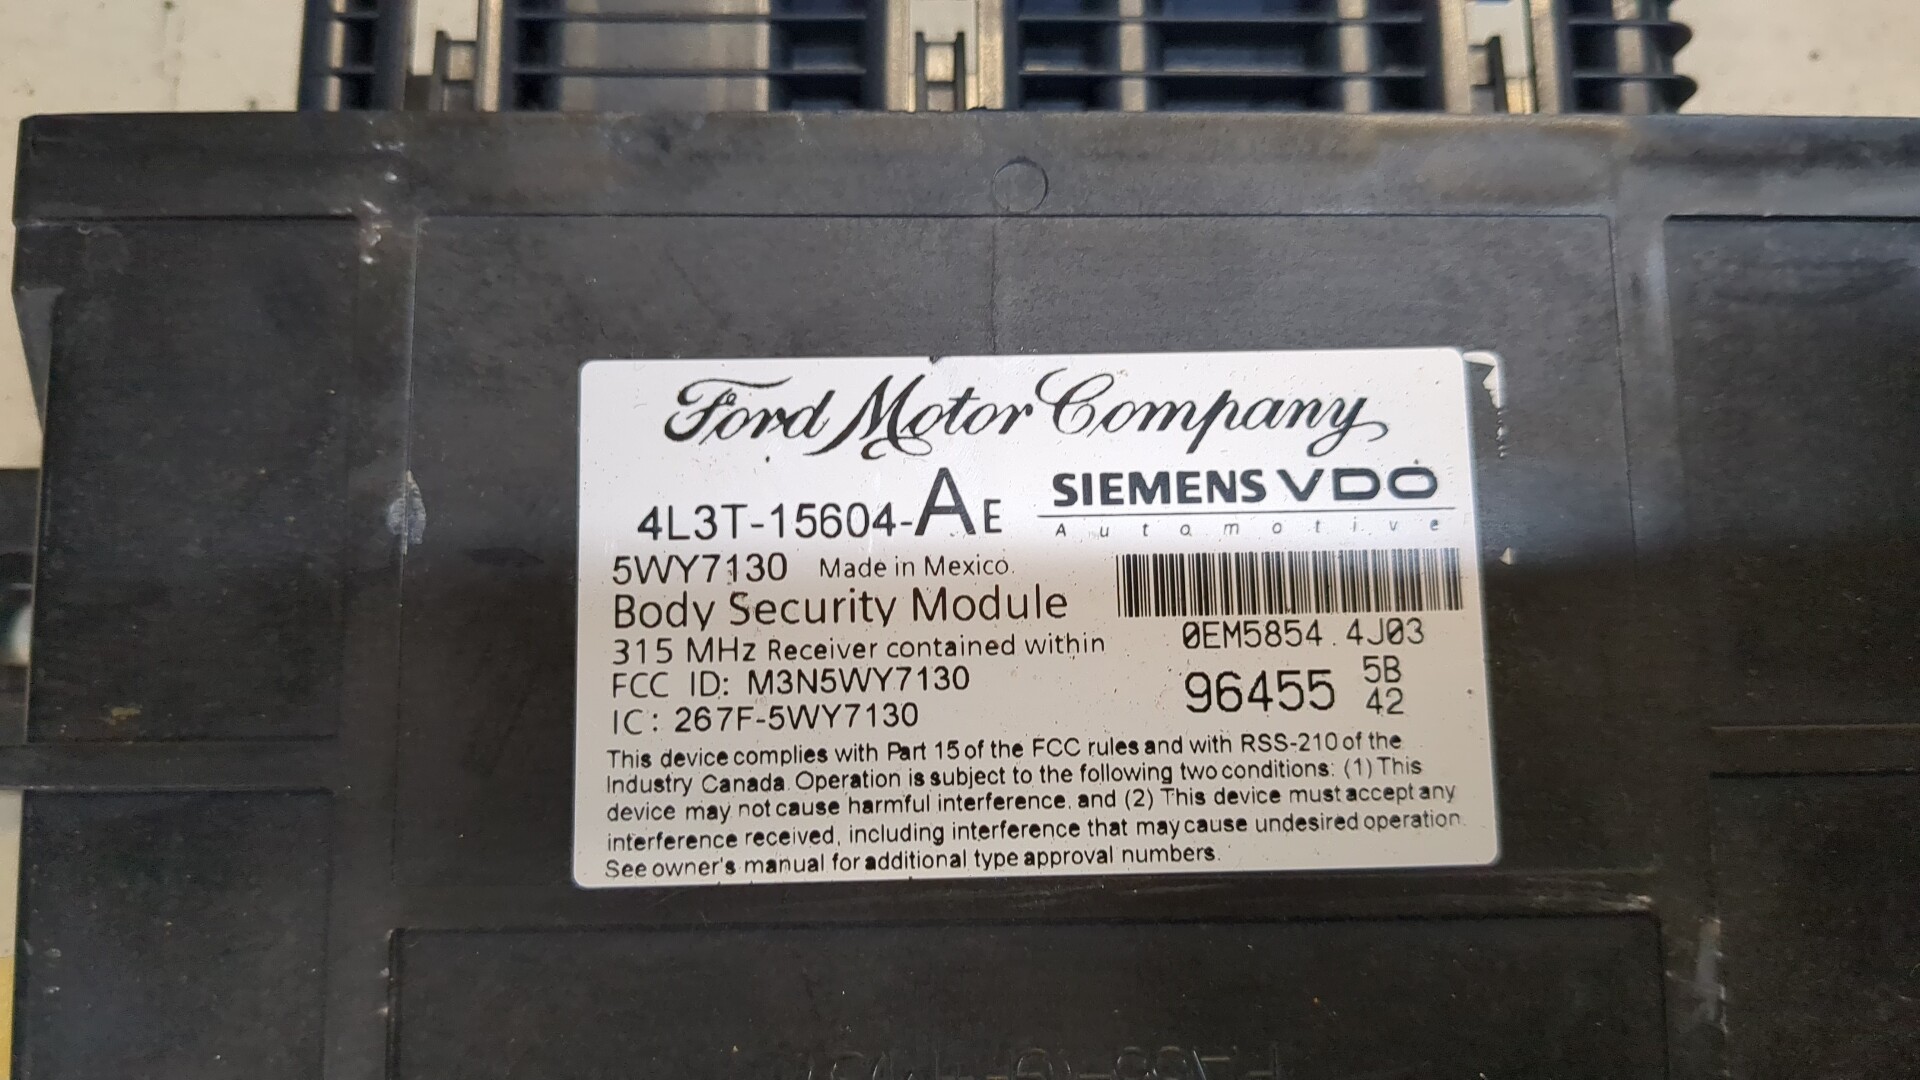 Ford Motor Company
4L3T-15604-AE
SIEMENS VDO
Automotive
5WY7130 Made in Mexico
Body Security Module
315 MHz Receiver contained within
FCC ID: M3N5WY7130
IC: 267F-5WY7130
0EM5854.4J03
96455 5B
42
This device complies with Part 15 of the FCC rules and with RSS-210 of the
Industry Canada. Operation is subject to the following two conditions: (1) This
device may not cause harmful interference, and (2) This device must accept any
interference received, including interference that may cause undesired operation.
See owner's manual for additional type approval numbers.